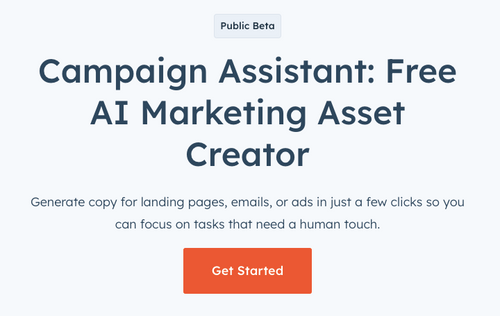 Public Beta
Campaign Assistant: Free
AI Marketing Asset
Creator
Generate copy for landing pages, emails, or ads in just a few clicks so you
can focus on tasks that need a human touch.
Get Started